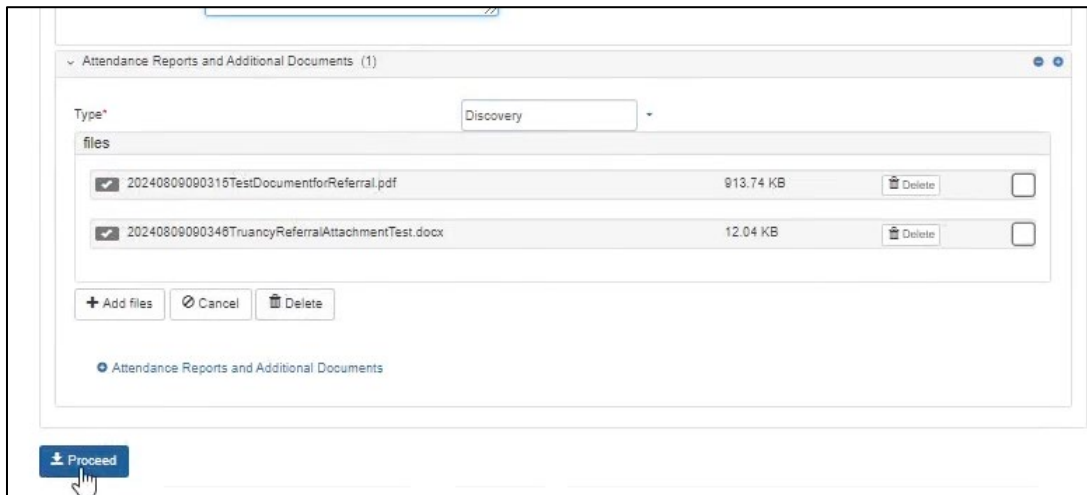 Attendance Reports and Additional Documents (1)
Type* Discovery
files
20240809090315TestDocumentforReferral.pdf 913.74 KB Delete
20240809090346TruancyReferralAttachmentTest.docx 12.04 KB Delete
Add files Cancel Delete
Attendance Reports and Additional Documents
Proceed